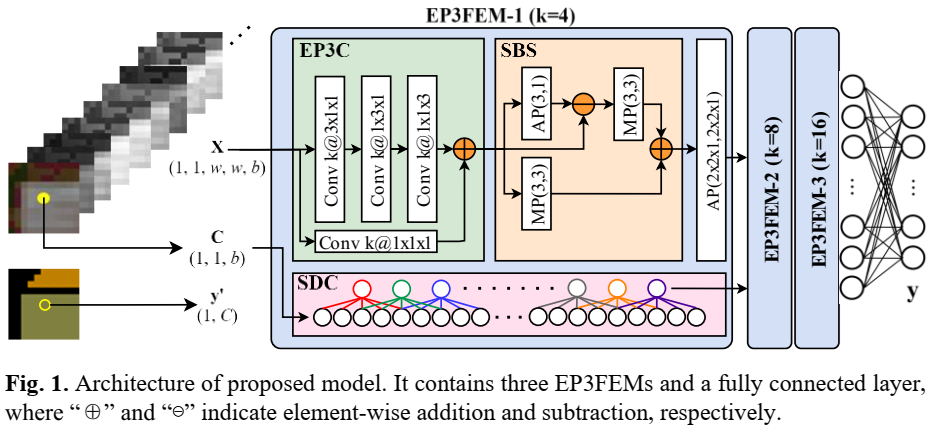 EP3FEM-1 (k=4)
EP3C
SBS
Conv k@3x1x1
Conv k@1x3x1
Conv k@1x1x3
Conv k@1x1x1
AP(3,1)
MP(3,3)
MP(3,3)
AP(2x2x1,2x2x1)
X
(1, 1, w, w, b)
C
(1, 1, b)
y'
(1, C)
SDC
EP3FEM-2 (k=8)
EP3FEM-3 (k=16)
y
Fig. 1. Architecture of proposed model. It contains three EP3FEMs and a fully connected layer,
where “⊕” and “⊖” indicate element-wise addition and subtraction, respectively.